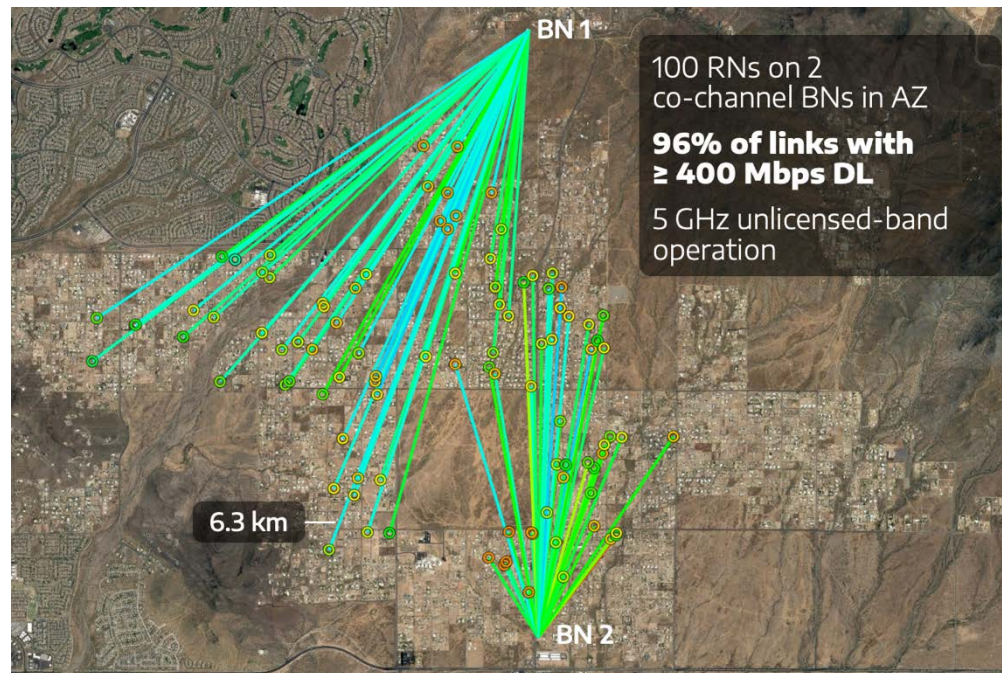 BN 1
100 RNs on 2
co-channel BNs in AZ
96% of links with
≥ 400 Mbps DL
5 GHz unlicensed-band
operation
6.3 km
BN 2